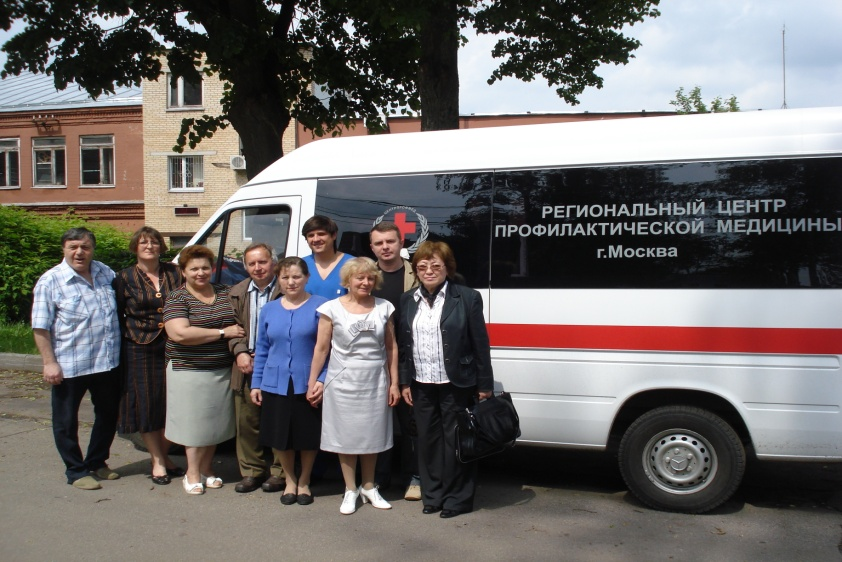 РЕГИОНАЛЬНЫЙ ЦЕНТР
ПРОФИЛАКТИЧЕСКОЙ МЕДИЦИНЫ
г.Москва